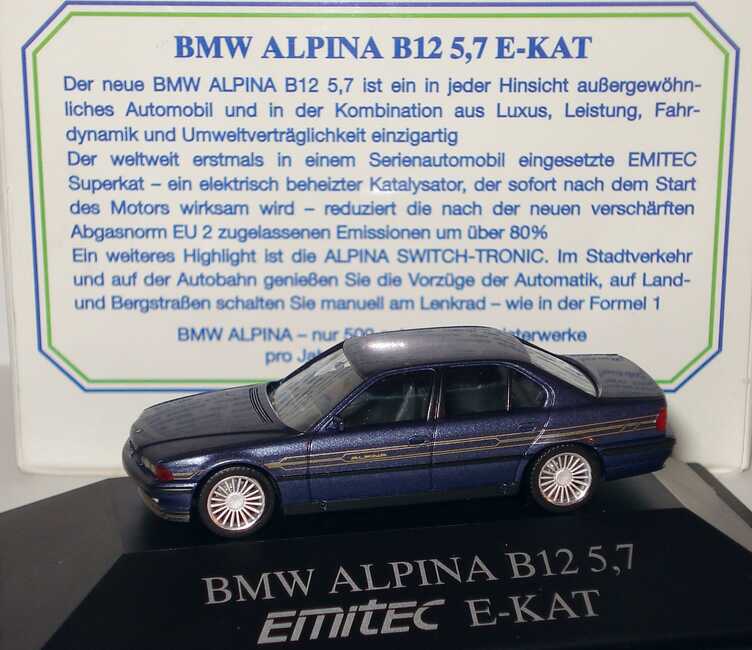 BMW ALPINA B12 5,7 E-KAT
Der neue BMW ALPINA B12 5,7 ist ein in jeder Hinsicht außergewöhn-
liches Automobil und in der Kombination aus Luxus, Leistung, Fahr-
dynamik und Umweltverträglichkeit einzigartig
Der weltweit erstmals in einem Serienautomobil eingesetzte EMITEC
Superkat – ein elektrisch beheizter Katalysator, der sofort nach dem Start
des Motors wirksam wird – reduziert die nach der neuen verschärften
Abgasnorm EU 2 zugelassenen Emissionen um über 80%
Ein weiteres Highlight ist die ALPINA SWITCH-TRONIC. Im Stadtverkehr
und auf der Autobahn genießen Sie die Vorzüge der Automatik, auf Land-
und Bergstraßen schalten Sie manuell am Lenkrad – wie in der Formel 1
BMW ALPINA – nur
pro
ALPINA
BMW ALPINA B12 5,7
EMITEC E-KAT